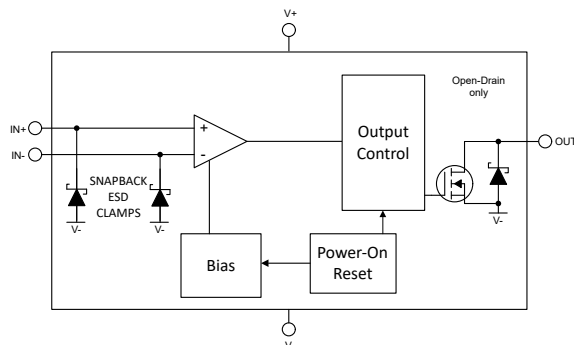 V+
Open-Drain
only
IN+
IN-
+
-
Output
Control
OUT
SNAPBACK
ESD
CLAMPS
V-
V-
V-
Bias
Power-On
Reset